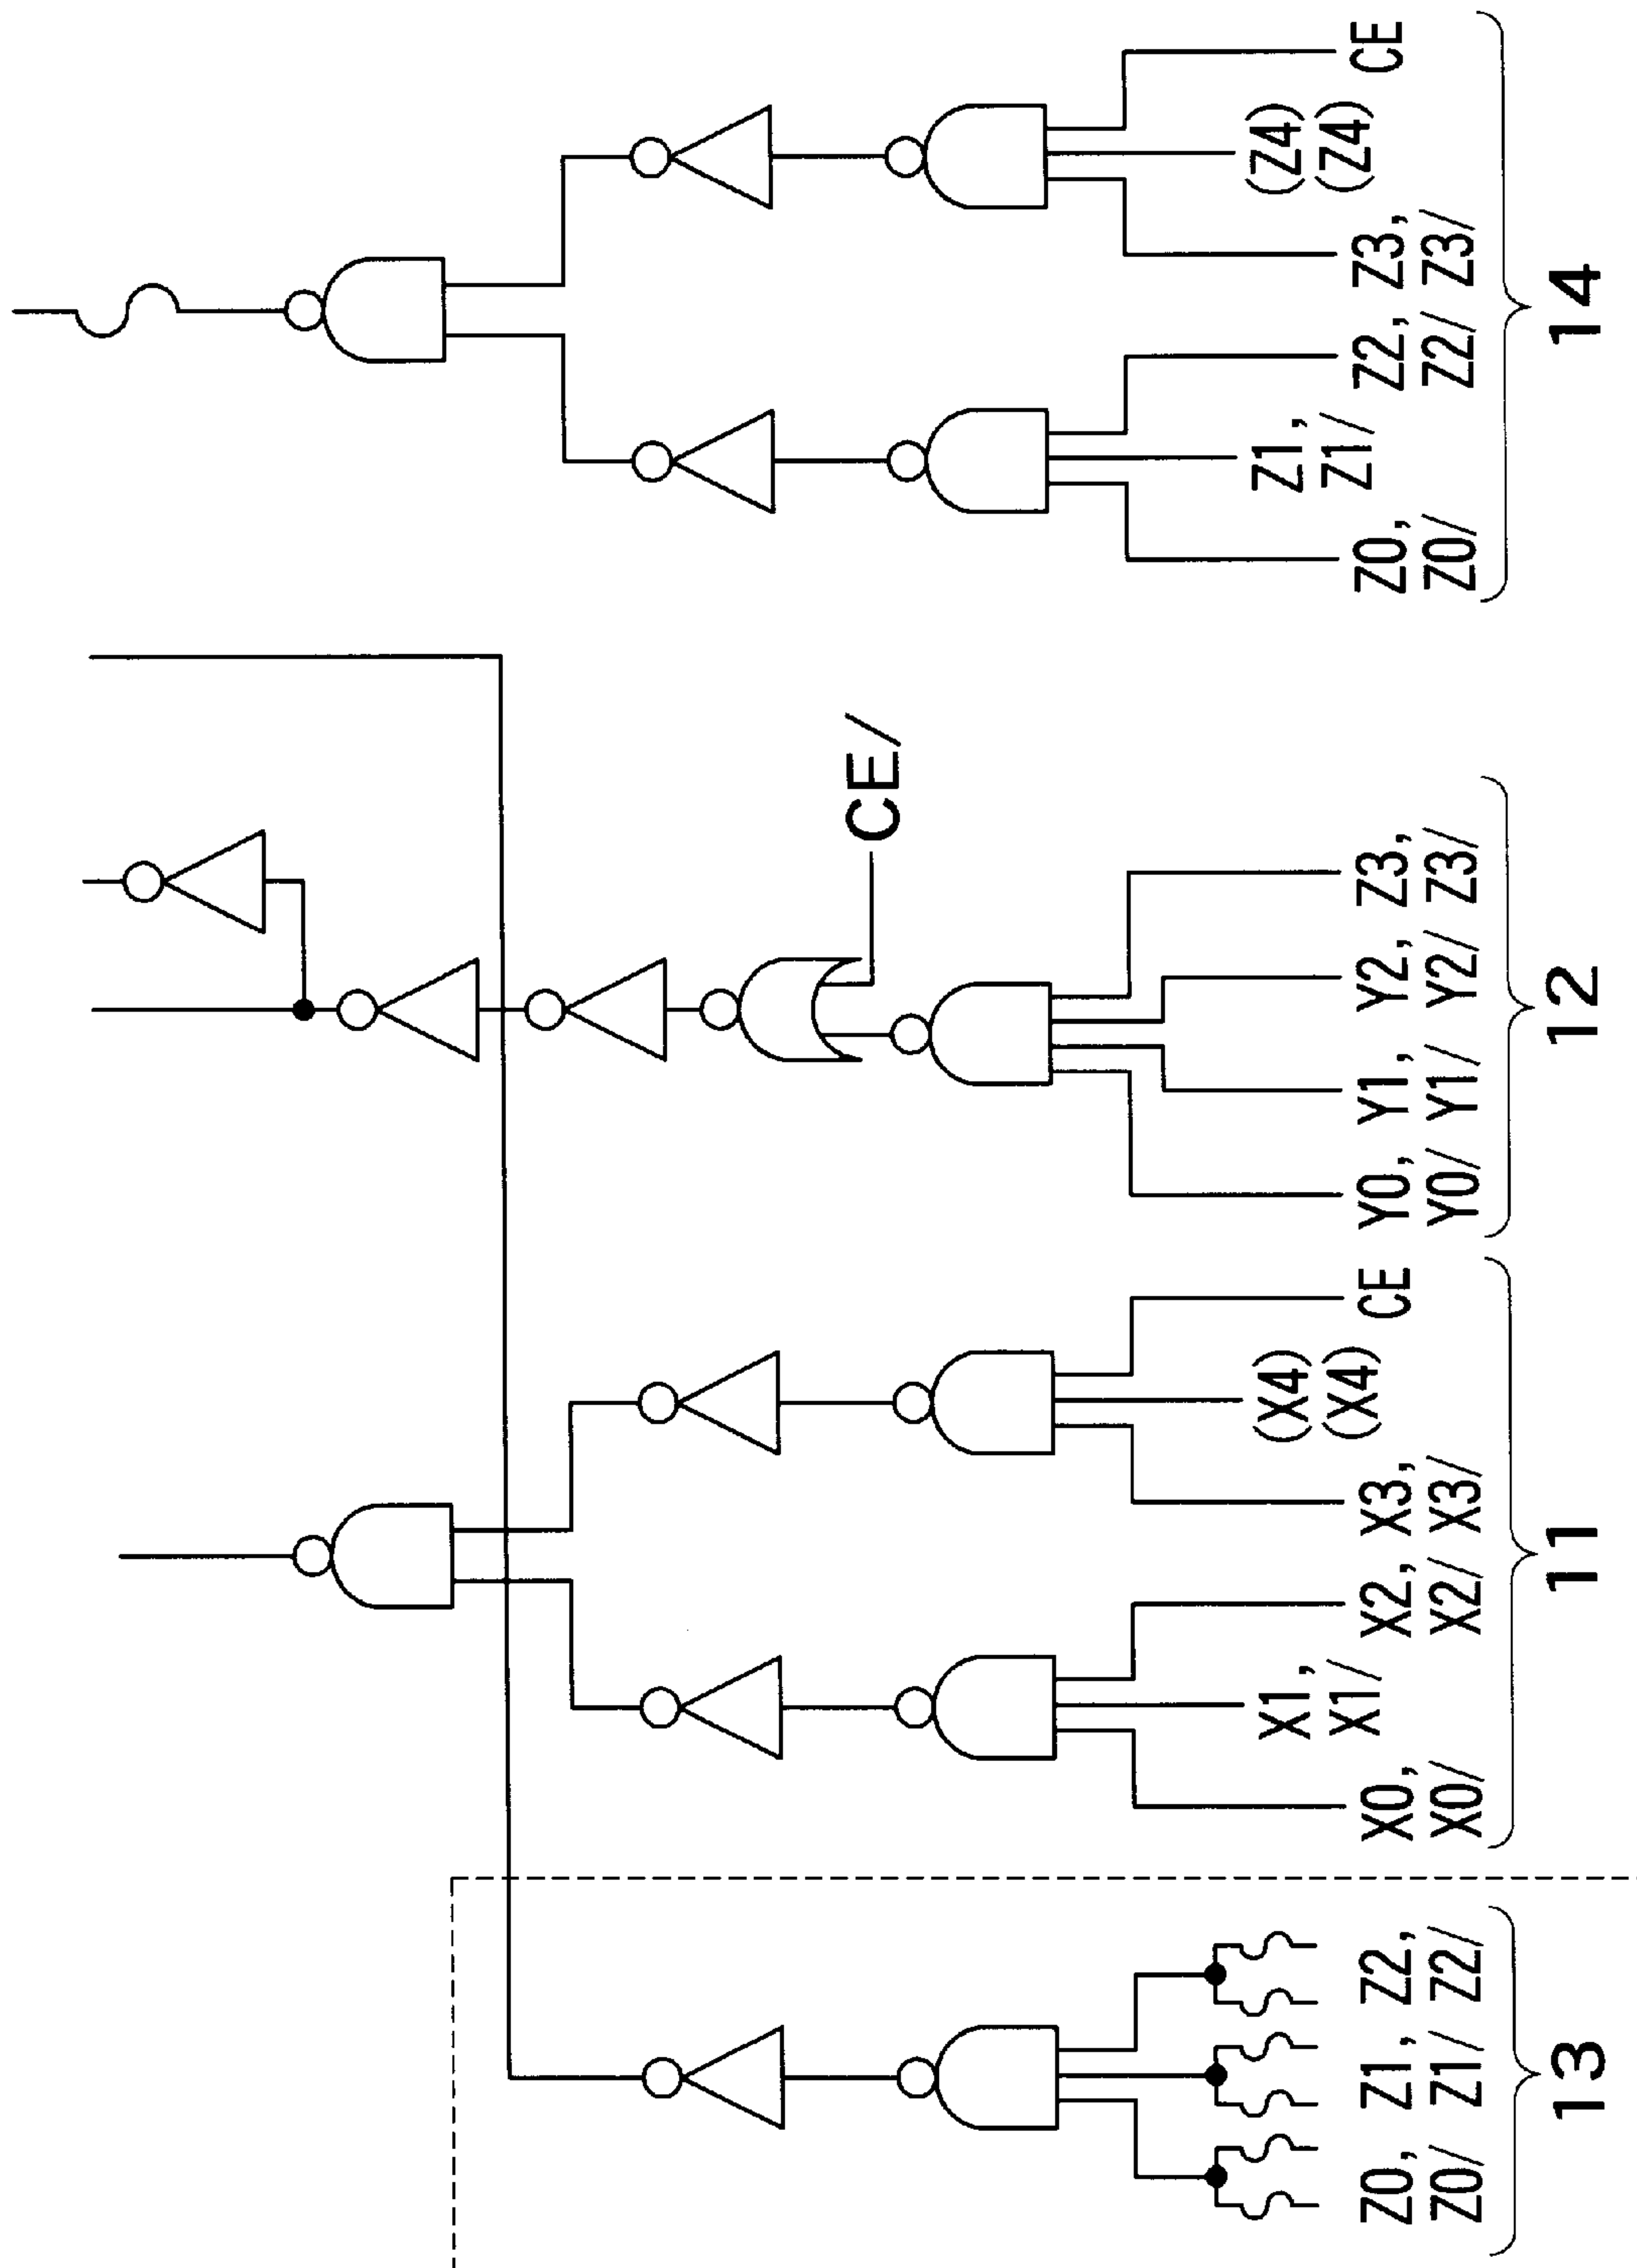 Z0, Z1, Z2,
Z0/ Z1/ Z2/
13
X0,
X0/
X1,
X1/
X2, X3,
X2/ X3/
(X4)
(X4)
CE
11
CE/
Y0, Y1, Y2, Z3,
Y0/ Y1/ Y2/ Z3/
12
Z0,
Z0/
Z1,
Z1/
Z2, Z3,
Z2/ Z3/
(Z4)
(Z4)
CE
14